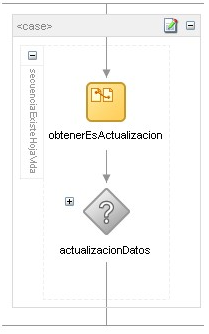 <case>
secuenciaExisteHojaVida
obtenerEsActualizacion
?
actualizacionDatos